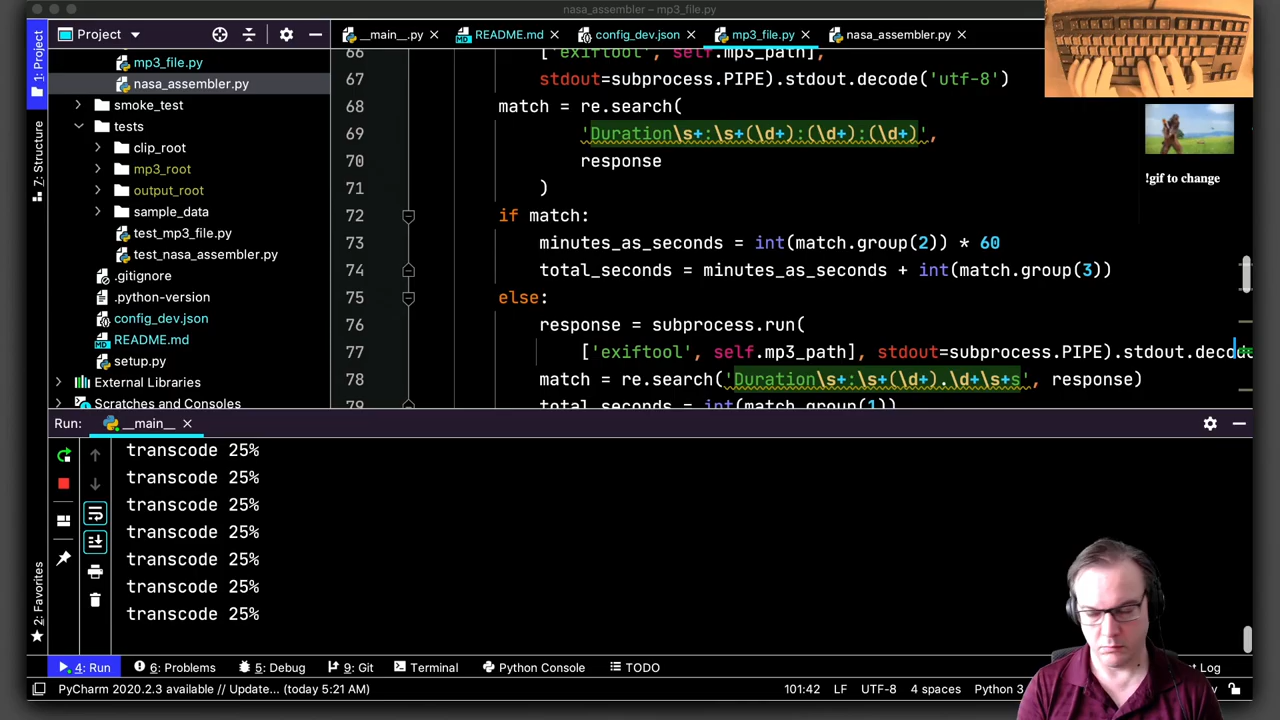 nasa_assembler – mp3_file.py
1: Project
Project
__main__.py
README.md
config_dev.json
mp3_file.py
nasa_assembler.py
mp3_file.py
nasa_assembler.py
smoke_test
tests
clip_root
mp3_root
output_root
sample_data
test_mp3_file.py
test_nasa_assembler.py
.gitignore
.python-version
config_dev.json
README.md
setup.py
External Libraries
Scratches and Consoles
7: Structure
66 ['exiftool', self.mp3_path],
67 stdout=subprocess.PIPE).stdout.decode('utf-8')
68 match = re.search(
69 'Duration\s+:\s+(\d+):(\d+):(\d+)',
70 response
71 )
72 if match:
73 minutes_as_seconds = int(match.group(2)) * 60
74 total_seconds = minutes_as_seconds + int(match.group(3))
75 else:
76 response = subprocess.run(
77 ['exiftool', self.mp3_path], stdout=subprocess.PIPE).stdout.decode
78 match = re.search('Duration\s+:\s+(\d+).\d+\s+s', response)
79 total_seconds = int(match.group(1))
!gif to change
Run:
__main__
transcode 25%
transcode 25%
transcode 25%
transcode 25%
transcode 25%
transcode 25%
transcode 25%
2: Favorites
4: Run
6: Problems
5: Debug
9: Git
Terminal
Python Console
TODO
Log
PyCharm 2020.2.3 available // Update... (today 5:21 AM)
101:42
LF
UTF-8
4 spaces
Python 3